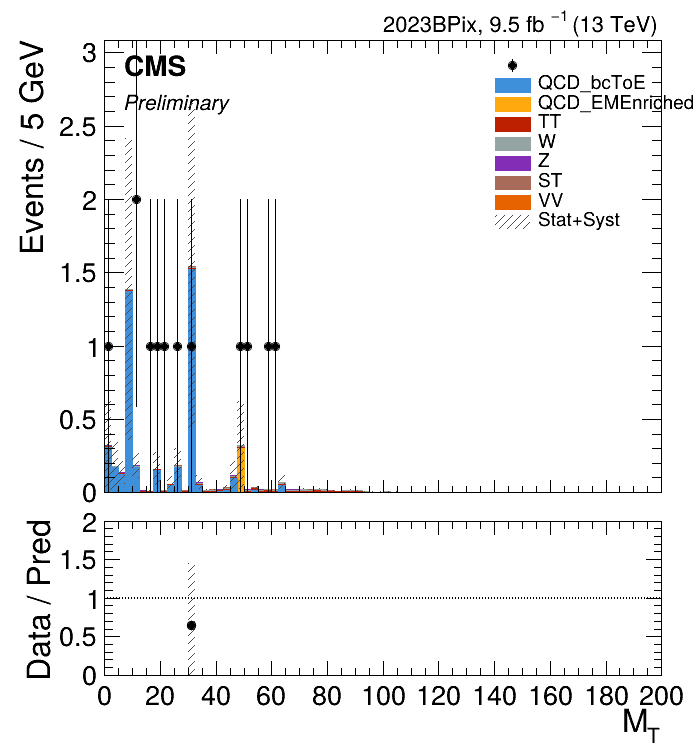 2023BPix, 9.5 fb⁻¹ (13 TeV)
CMS
Preliminary
QCD_bcToE
QCD_EMEnriched
TT
W
Z
ST
VV
Stat+Syst
Events / 5 GeV
3
2.5
2
1.5
1
0.5
0
Data / Pred
2
1.5
1
0.5
0
0 20 40 60 80 100 120 140 160 180 200
M_T